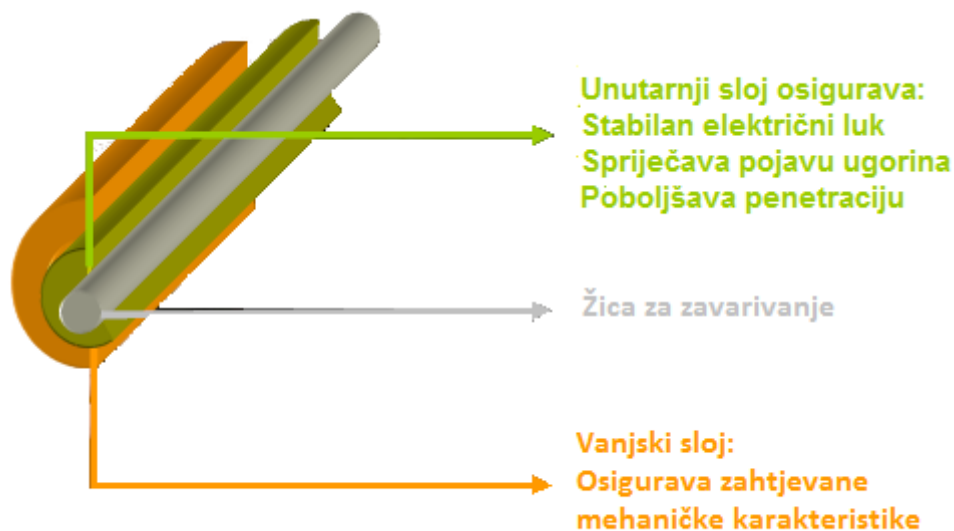 Unutarnji sloj osigurava:
Stabilan električni luk
Spriječava pojavu ugorina
Poboljšava penetraciju
Žica za zavarivanje
Vanjski sloj:
Osigurava zahtjevane
mehaničke karakteristike